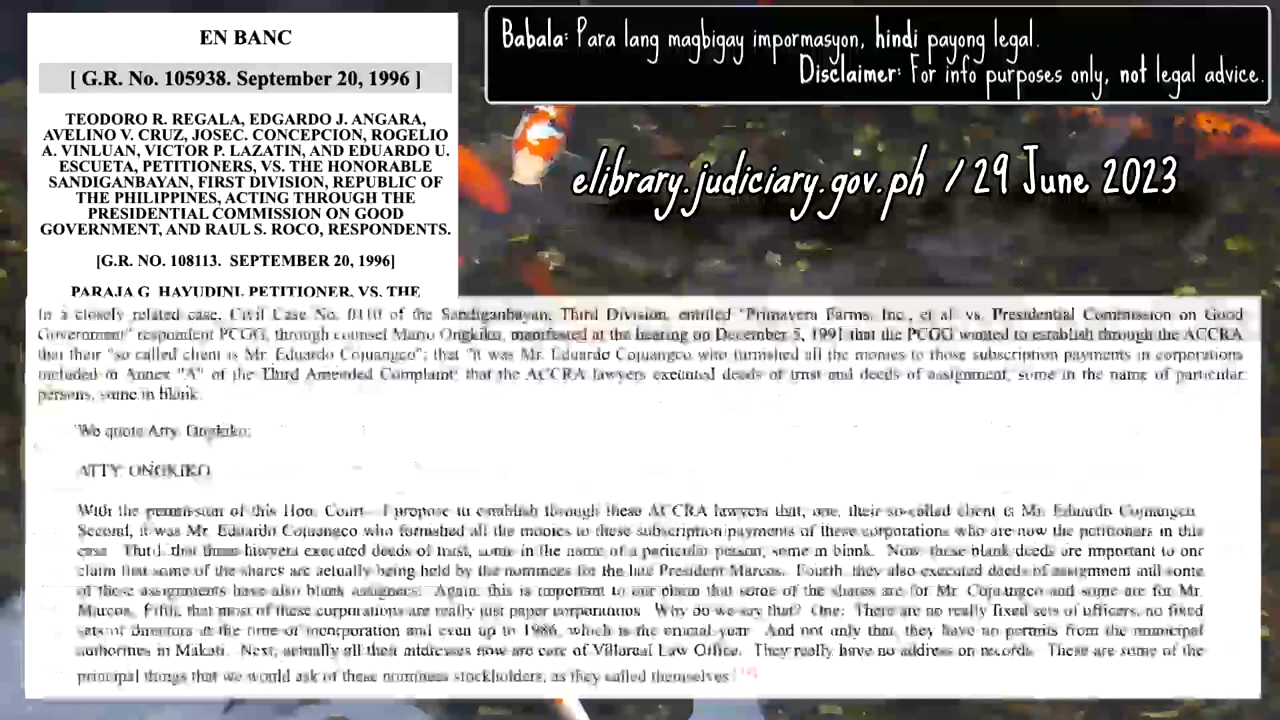 EN BANC
[ G.R. No. 105938. September 20, 1996 ]
TEODORO R. REGALA, EDGARDO J. ANGARA,
AVELINO V. CRUZ, JOSEC. CONCEPCION, ROGELIO
A. VINLUAN, VICTOR P. LAZATIN, AND EDUARDO U.
ESCUETA, PETITIONERS, VS. THE HONORABLE
SANDIGANBAYAN, FIRST DIVISION, REPUBLIC OF
THE PHILIPPINES, ACTING THROUGH THE
PRESIDENTIAL COMMISSION ON GOOD
GOVERNMENT, AND RAUL S. ROCO, RESPONDENTS.
[G.R. NO. 108113. SEPTEMBER 20, 1996]
PARAJA G. HAYUDINI, PETITIONER, VS. THE
Babala: Para lang magbigay impormasyon, hindi payong legal.
Disclaimer: For info purposes only, not legal advice.
elibrary.judiciary.gov.ph / 29 June 2023
In a closely related case, Civil Case No. 0110 of the Sandiganbayan, Third Division, entitled "Primavera Farms, Inc., et al. vs. Presidential Commission on Good
Government" respondent PCGG, through counsel Mario Ongkiko, manifested at the hearing on December 5, 1991 that the PCGG wanted to establish through the ACCRA
that their "so called client is Mr. Eduardo Cojuangco"; that "it was Mr. Eduardo Cojuangco who furnished all the monies to those subscription payments in corporations
included in Annex "A" of the Third Amended Complaint; that the ACCRA lawyers executed deeds of trust and deeds of assignment, some in the name of particular
persons, some in blank.
We quote Atty. Ongkiko:
ATTY. ONGKIKO
With the permission of this Hon. Court. I propose to establish through these ACCRA lawyers that, one, their so-called client is Mr. Eduardo Cojuangco.
Second, it was Mr. Eduardo Cojuangco who furnished all the monies to these subscription payments of these corporations who are now the petitioners in this
case. Third, that these lawyers executed deeds of trust, some in the name of a particular person, some in blank. Now, these blank deeds are important to our
claim that some of the shares are actually being held by the nominees for the late President Marcos. Fourth, they also executed deeds of assignment and some
of these assignments have also blank assignees. Again, this is important to our claim that some of the shares are for Mr. Cojuangco and some are for Mr.
Marcos. Fifth, that most of these corporations are really just paper corporations. Why do we say that? One: There are no really fixed sets of officers, no fixed
sets of directors at the time of incorporation and even up to 1986, which is the crucial year. And not only that, they have no permits from the municipal
authorities in Makati. Next, actually all their addresses now are care of Villareal Law Office. They really have no address on records. These are some of the
principal things that we would ask of these nominees stockholders, as they called themselves